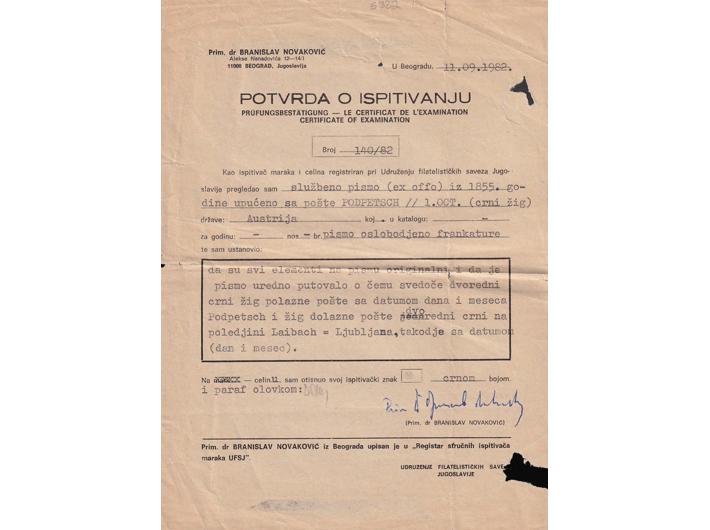 Prim. dr BRANISLAV NOVAKOVIĆ
Alekse Nenadovića 12—14/I
11000 BEOGRAD, Jugoslavija
U Beogradu, 11.09.1982.
POTVRDA O ISPITIVANJU
PRÜFUNGSBESTÄTIGUNG — LE CERTIFICAT DE L'EXAMINATION
CERTIFICATE OF EXAMINATION
Broj 140/82
Kao ispitivač maraka i celina registriran pri Udruženju filatelističkih saveza Jugo-
slavije pregledao sam službeno pismo (ex offo) iz 1855. go-
dine upućeno sa pošte PODPETSCH // 1.OCT. (crni žig)
države: Austrija koj . u katalogu: —
za godinu: — nos — br. pismo oslobodjeno frankature
te sam ustanovio:
da su svi elementi na pismu originalni i da je
pismo uredno putovalo o čemu svedoče dvoredni
crni žig polazne pošte sa datumom dana i meseca
Podpetsch i žig dolazne pošte dvoredni crni na
poledjini Laibach = Ljubljana, takodje sa datumom
(dan i mesec).
Na — celini. sam otisnuo svoj ispitivački znak crnom bojom.
i paraf olovkom:
(Prim. dr BRANISLAV NOVAKOVIĆ)
Prim. dr BRANISLAV NOVAKOVIĆ iz Beograda upisan je u „Registar stručnih ispitivača
maraka UFSJ".
UDRUŽENJE FILATELISTIČKIH SAVE
JUGOSLAVIJE